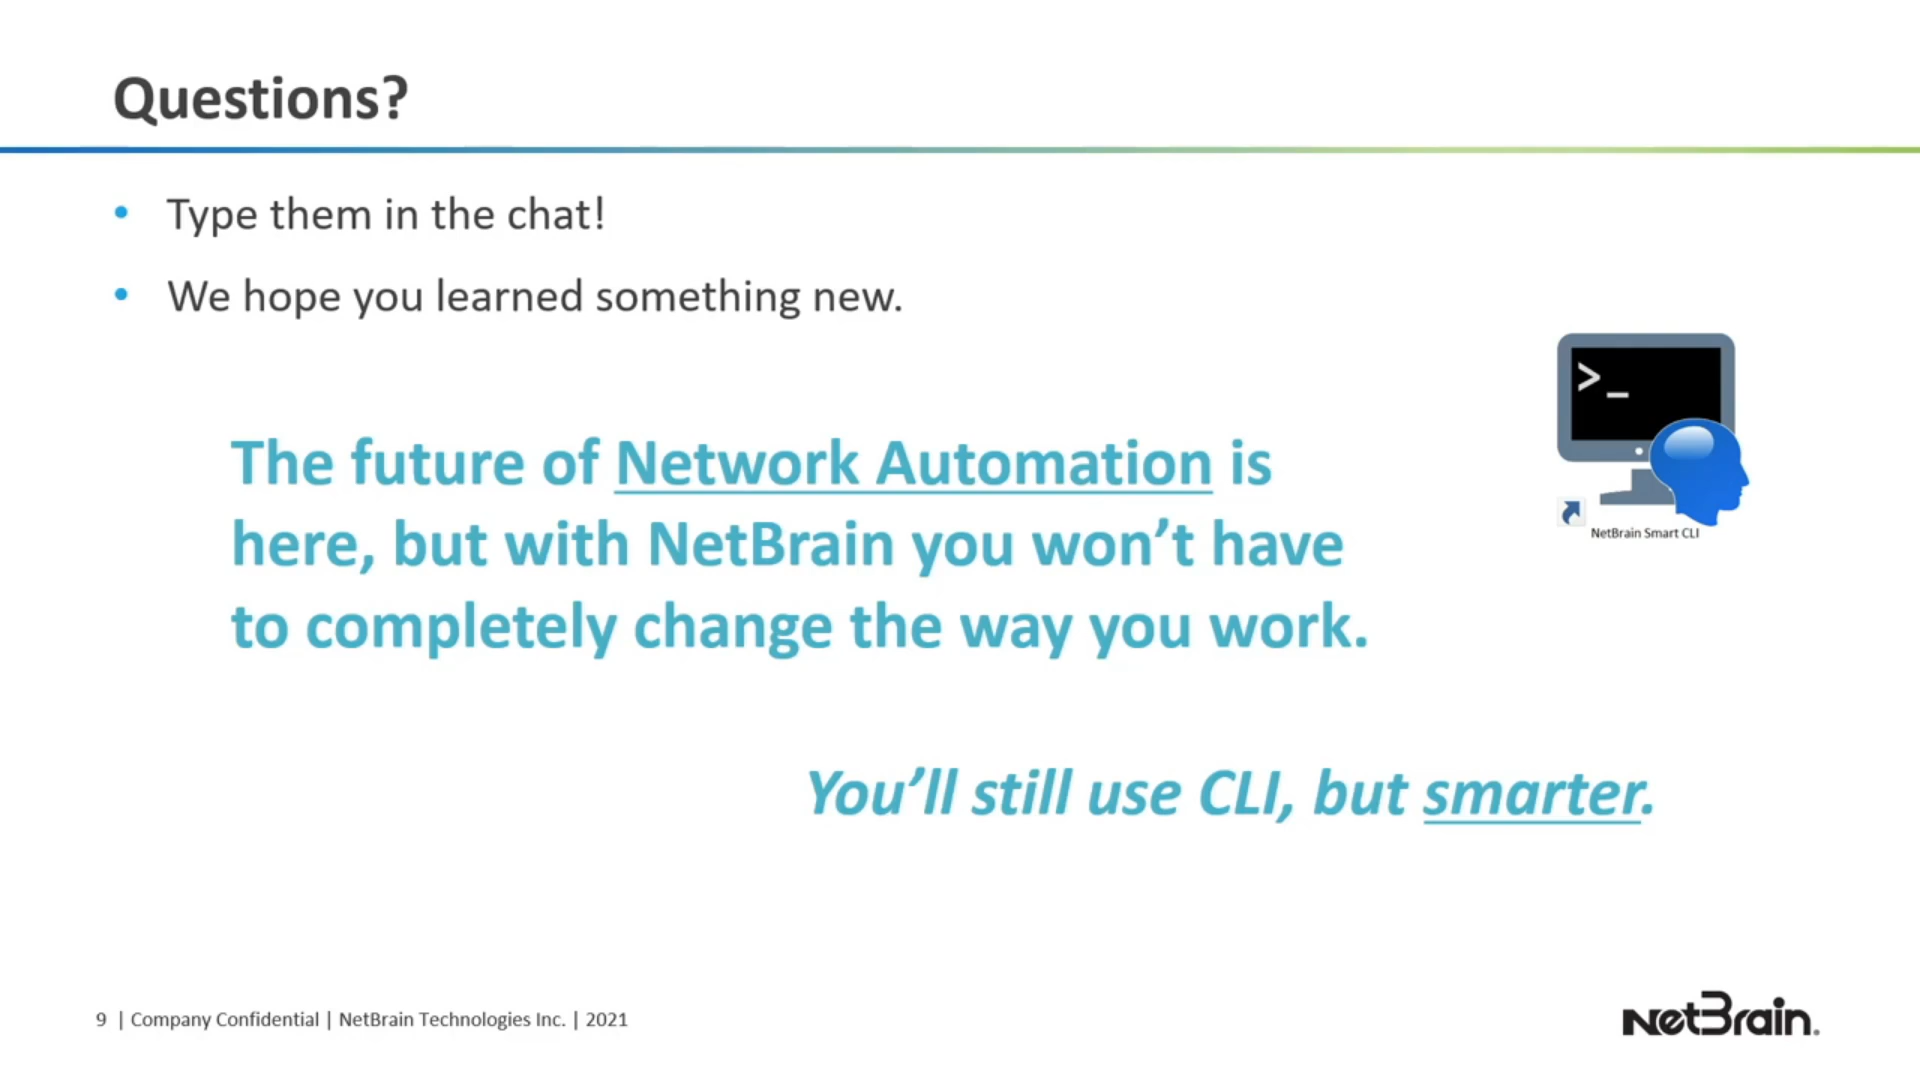 Questions?
• Type them in the chat!
• We hope you learned something new.
>_
NetBrain Smart CLI
The future of Network Automation is
here, but with NetBrain you won’t have
to completely change the way you work.
You’ll still use CLI, but smarter.
9 | Company Confidential | NetBrain Technologies Inc. | 2021
NetBrain.